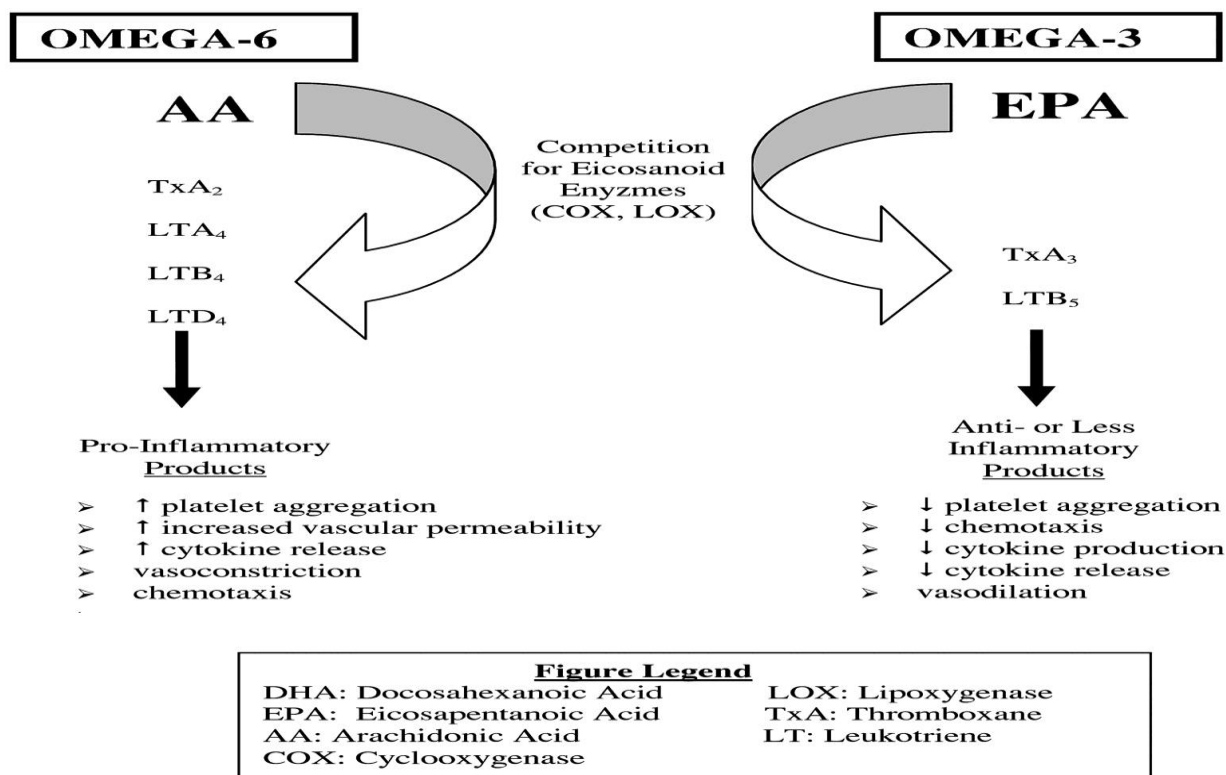 OMEGA-6
OMEGA-3
AA
EPA
Competition
for Eicosanoid
Enyzmes
(COX, LOX)
TxA₂
LTA₄
LTB₄
LTD₄
TxA₃
LTB₅
Pro-Inflammatory
Products
➢ ↑ platelet aggregation
➢ ↑ increased vascular permeability
➢ ↑ cytokine release
➢ vasoconstriction
➢ chemotaxis
Anti- or Less
Inflammatory
Products
➢ ↓ platelet aggregation
➢ ↓ chemotaxis
➢ ↓ cytokine production
➢ ↓ cytokine release
➢ vasodilation
Figure Legend
DHA: Docosahexanoic Acid
EPA: Eicosapentanoic Acid
AA: Arachidonic Acid
COX: Cyclooxygenase
LOX: Lipoxygenase
TxA: Thromboxane
LT: Leukotriene